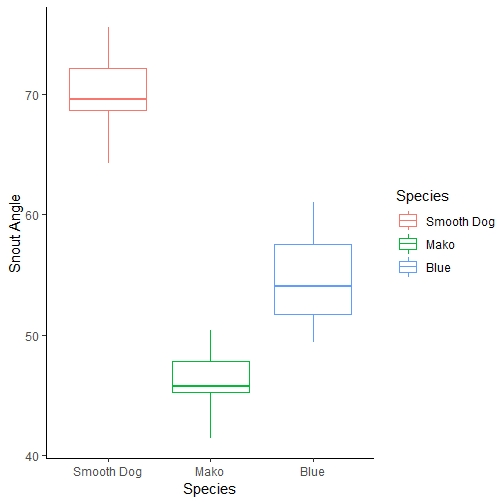 Snout Angle
70
60
50
40
Smooth Dog
Mako
Blue
Species
Species
Smooth Dog
Mako
Blue